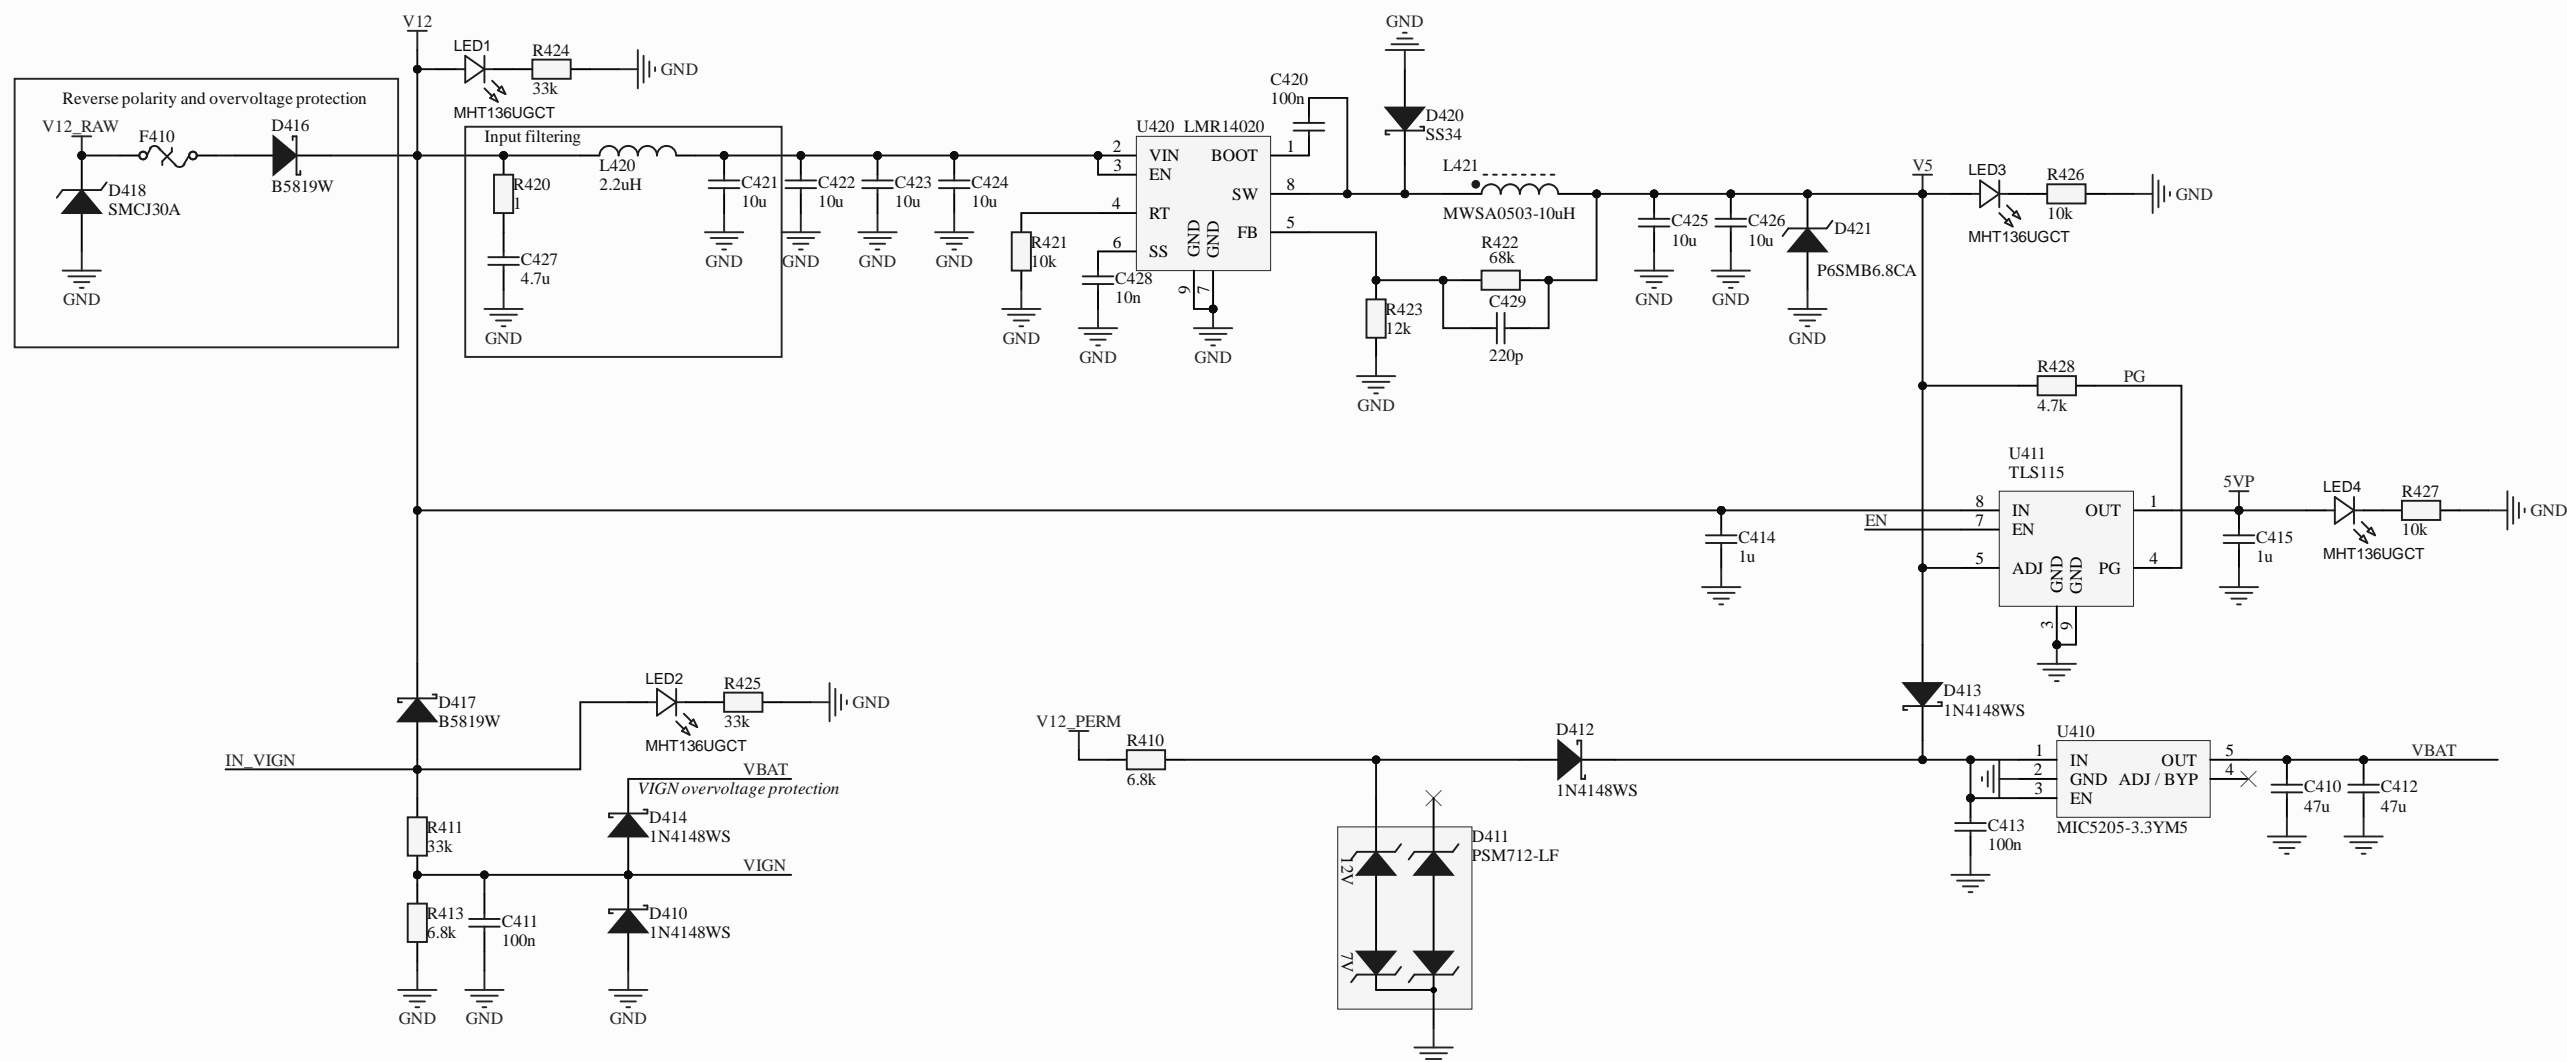 V12
LED1
R424
33k
GND
MHT136UGCT
Reverse polarity and overvoltage protection
V12_RAW
F410
D416
B5819W
D418
SMCJ30A
GND
Input filtering
R420
1
L420
2.2uH
C427
4.7u
GND
C421
10u
GND
C422
10u
GND
C423
10u
GND
C424
10u
GND
R421
10k
GND
C428
10n
GND
U420 LMR14020
2 VIN
3 EN
4 RT
6 SS
BOOT 1
SW 8
FB 5
GND
GND
9
7
GND
C420
100n
GND
D420
SS34
L421
MWSA0503-10uH
R422
68k
C429
220p
R423
12k
GND
C425
10u
GND
C426
10u
GND
D421
P6SMB6.8CA
GND
V5
LED3
R426
10k
GND
MHT136UGCT
R428
4.7k
PG
U411
TLS115
8 IN
7 EN
5 ADJ
OUT 1
PG 4
GND
GND
3
9
EN
C414
1u
5VP
C415
1u
LED4
R427
10k
GND
MHT136UGCT
D417
B5819W
LED2
R425
33k
GND
MHT136UGCT
IN_VIGN
VBAT
VIGN overvoltage protection
D414
1N4148WS
R411
33k
VIGN
R413
6.8k
GND
C411
100n
GND
D410
1N4148WS
GND
V12_PERM
R410
6.8k
D412
1N4148WS
D411
PSM712-LF
12V
7V
D413
1N4148WS
U410
1 IN
2 GND
3 EN
OUT 5
ADJ / BYP 4
MIC5205-3.3YM5
C413
100n
VBAT
C410
47u
C412
47u